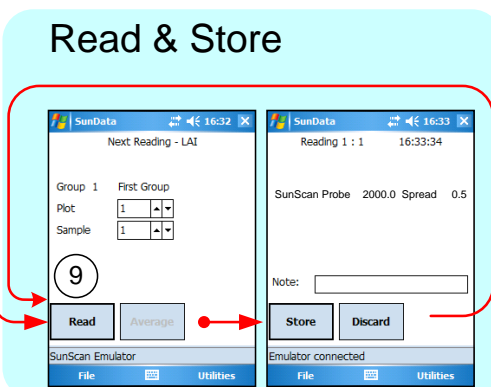 Read & Store
SunData 16:32
Next Reading - LAI
Group 1 First Group
Plot 1
Sample 1
9
Read Average
SunScan Emulator
File Utilities
SunData 16:33
Reading 1 : 1 16:33:34
SunScan Probe 2000.0 Spread 0.5
Note:
Store Discard
Emulator connected
File Utilities